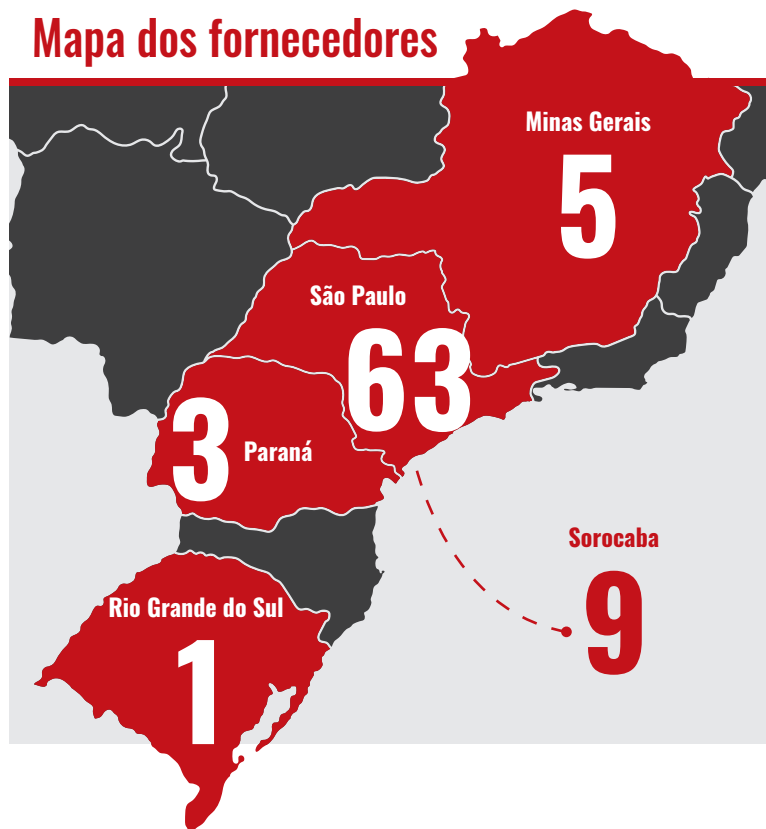 Mapa dos fornecedores
Minas Gerais
5
São Paulo
63
3
Paraná
Sorocaba
9
Rio Grande do Sul
1